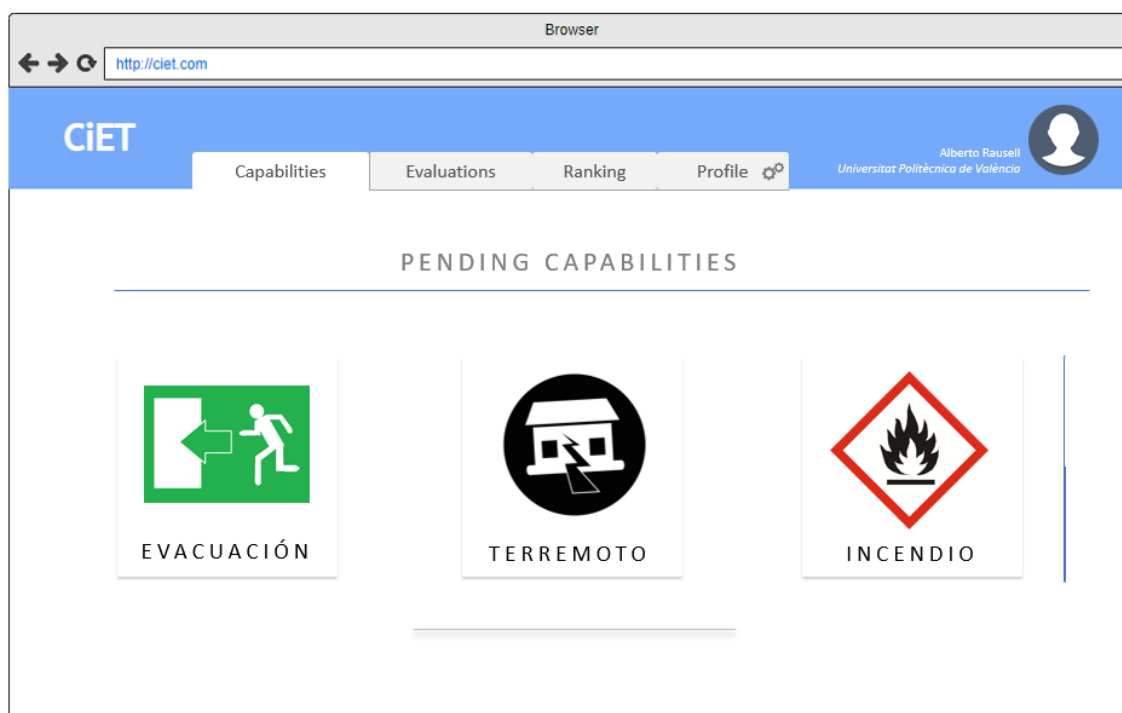 Browser
http://ciet.com
CiET
Alberto Rausell
Universitat Politècnica de València
Capabilities
Evaluations
Ranking
Profile
PENDING CAPABILITIES
EVACUACIÓN
TERREMOTO
INCENDIO